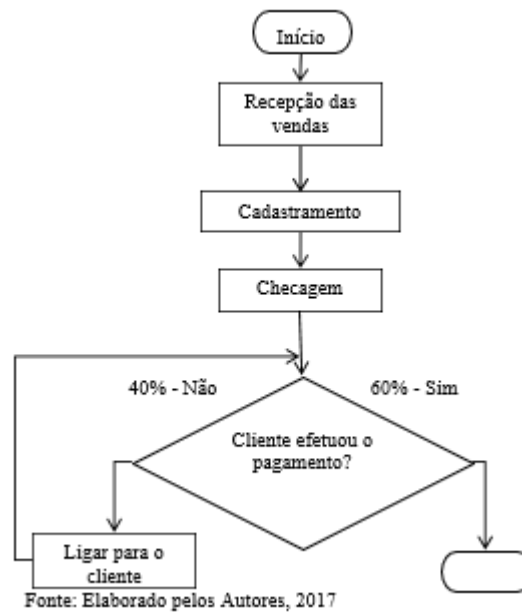 Início
Recepção das
vendas
Cadastramento
Checagem
40% - Não
60% - Sim
Cliente efetuou o
pagamento?
Ligar para o
cliente
Fonte: Elaborado pelos Autores, 2017